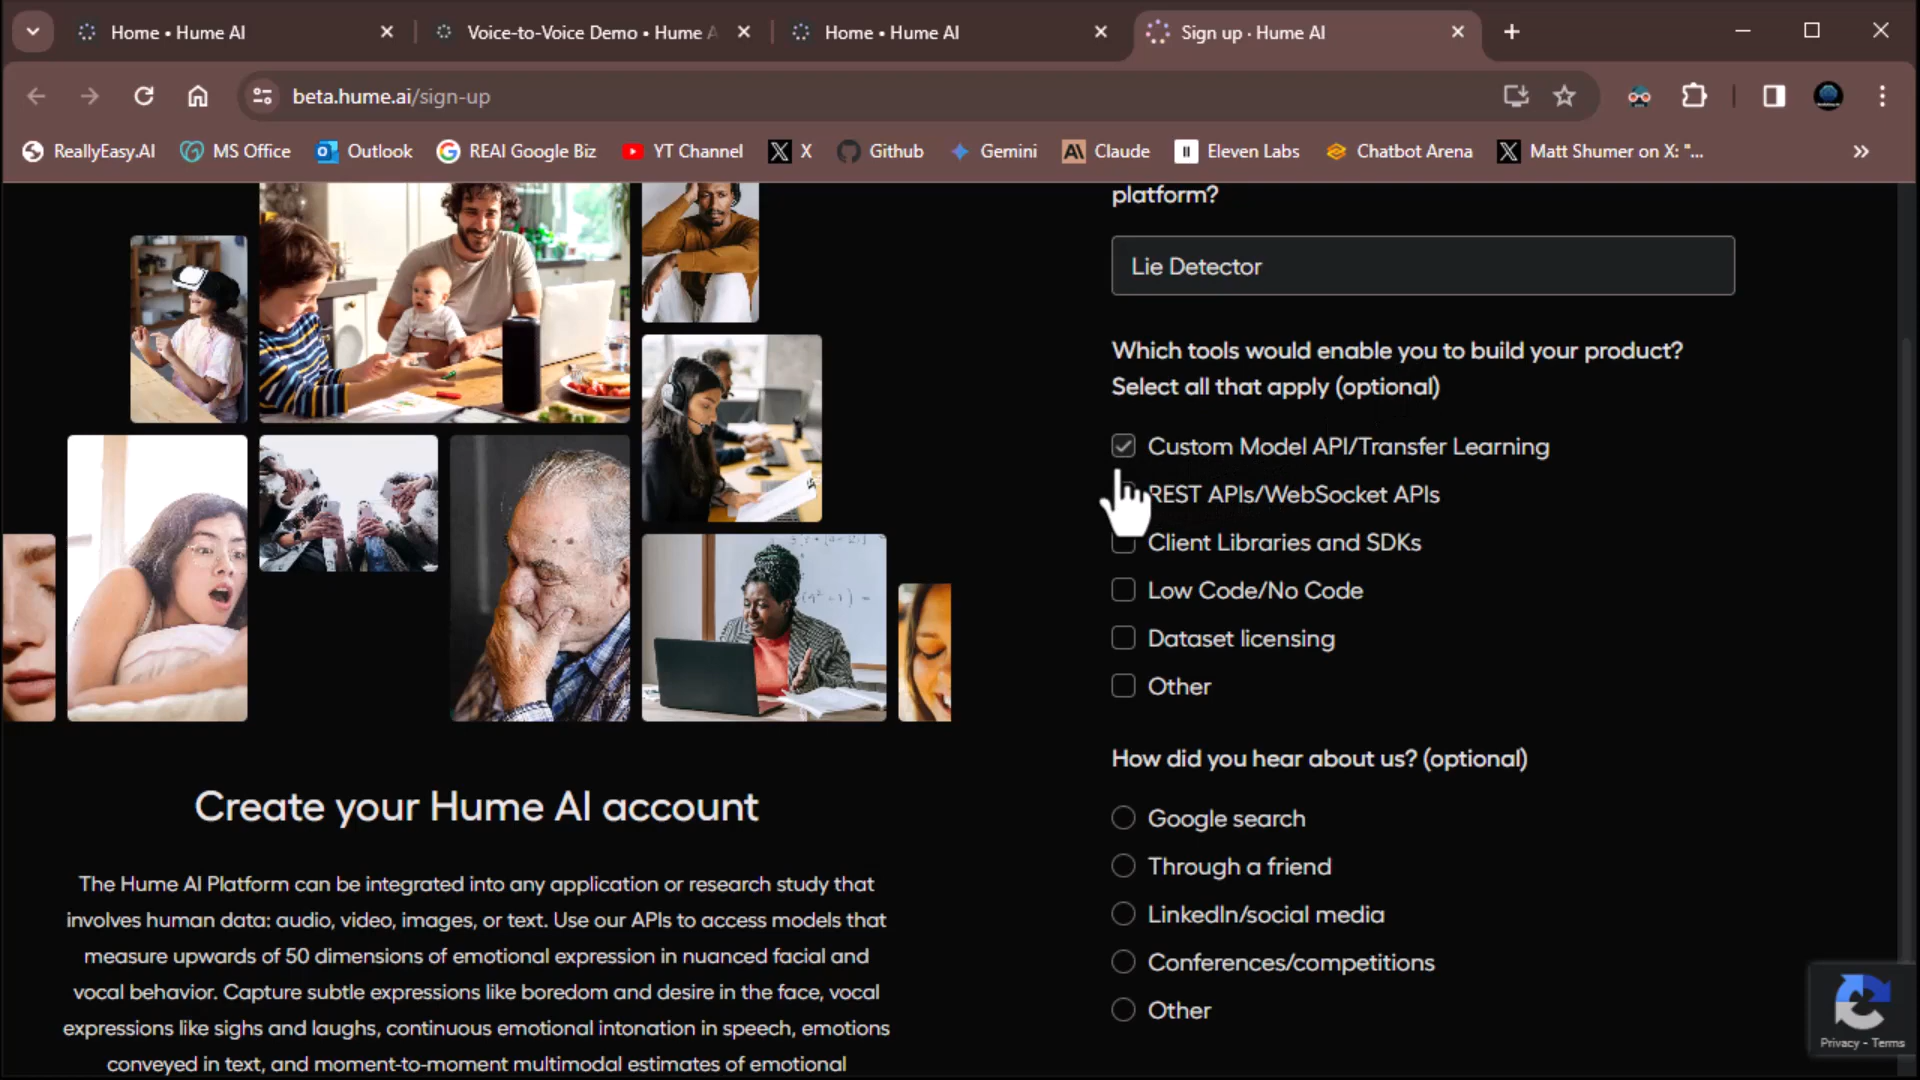 Home • Hume AI
Voice-to-Voice Demo • Hume A
Home • Hume AI
Sign up · Hume AI
beta.hume.ai/sign-up
ReallyEasy.AI
MS Office
Outlook
REAI Google Biz
YT Channel
X
Github
Gemini
Claude
Eleven Labs
Chatbot Arena
Matt Shumer on X: "...
platform?
Lie Detector
Which tools would enable you to build your product?
Select all that apply (optional)
Custom Model API/Transfer Learning
REST APIs/WebSocket APIs
Client Libraries and SDKs
Low Code/No Code
Dataset licensing
Other
How did you hear about us? (optional)
Google search
Through a friend
LinkedIn/social media
Conferences/competitions
Other
Create your Hume AI account
The Hume AI Platform can be integrated into any application or research study that
involves human data: audio, video, images, or text. Use our APIs to access models that
measure upwards of 50 dimensions of emotional expression in nuanced facial and
vocal behavior. Capture subtle expressions like boredom and desire in the face, vocal
expressions like sighs and laughs, continuous emotional intonation in speech, emotions
conveyed in text, and moment-to-moment multimodal estimates of emotional
Privacy - Terms